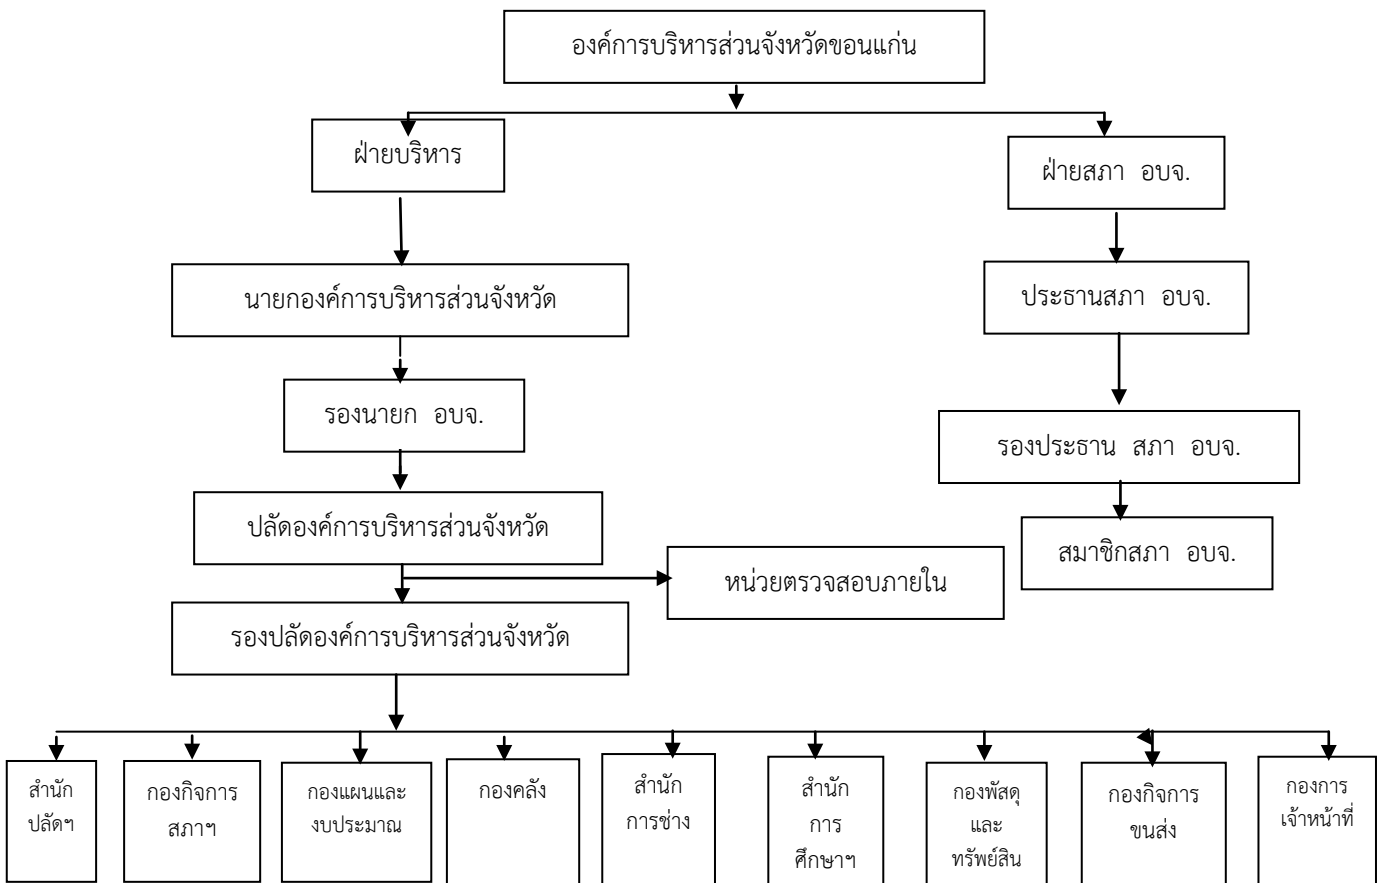 องค์การบริหารส่วนจังหวัดขอนแก่น
ฝ่ายบริหาร
ฝ่ายสภา อบจ.
นายกองค์การบริหารส่วนจังหวัด
ประธานสภา อบจ.
รองนายก อบจ.
รองประธาน สภา อบจ.
ปลัดองค์การบริหารส่วนจังหวัด
สมาชิกสภา อบจ.
หน่วยตรวจสอบภายใน
รองปลัดองค์การบริหารส่วนจังหวัด
สำนัก
ปลัดฯ
กองกิจการ
สภาฯ
กองแผนและ
งบประมาณ
กองคลัง
สำนัก
การช่าง
สำนัก
การ
ศึกษาฯ
กองพัสดุ
และ
ทรัพย์สิน
กองกิจการ
ขนส่ง
กองการ
เจ้าหน้าที่